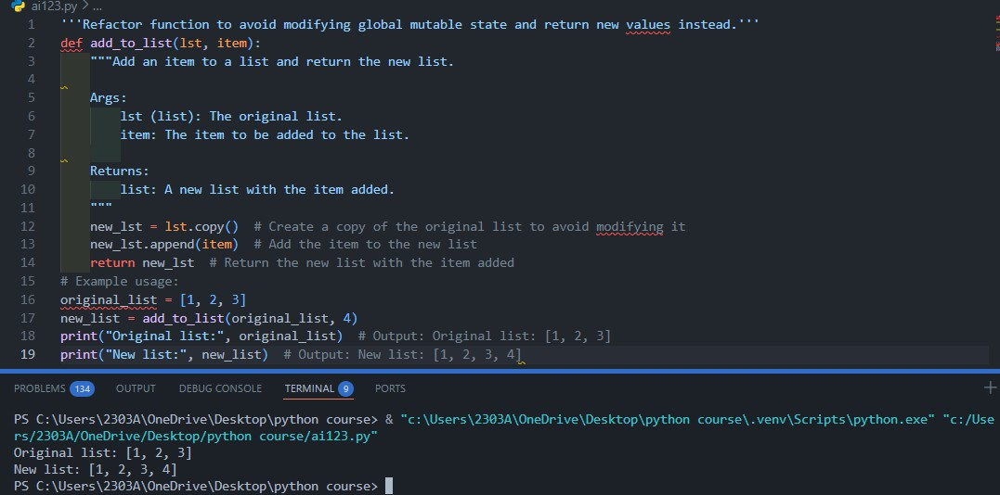 ai123.py > ...
1 '''Refactor function to avoid modifying global mutable state and return new values instead.'''
2 def add_to_list(lst, item):
3     """Add an item to a list and return the new list.
4
5     Args:
6         lst (list): The original list.
7         item: The item to be added to the list.
8
9     Returns:
10         list: A new list with the item added.
11     """
12     new_lst = lst.copy()  # Create a copy of the original list to avoid modifying it
13     new_lst.append(item)  # Add the item to the new list
14     return new_lst  # Return the new list with the item added
15 # Example usage:
16 original_list = [1, 2, 3]
17 new_list = add_to_list(original_list, 4)
18 print("Original list:", original_list)  # Output: Original list: [1, 2, 3]
19 print("New list:", new_list)  # Output: New list: [1, 2, 3, 4]
PROBLEMS 134 OUTPUT DEBUG CONSOLE TERMINAL 9 PORTS
PS C:\Users\2303A\OneDrive\Desktop\python course> & "c:\Users\2303A\OneDrive\Desktop\python course\.venv\Scripts\python.exe" "c:/Use
rs/2303A/OneDrive/Desktop/python course/ai123.py"
Original list: [1, 2, 3]
New list: [1, 2, 3, 4]
PS C:\Users\2303A\OneDrive\Desktop\python course>